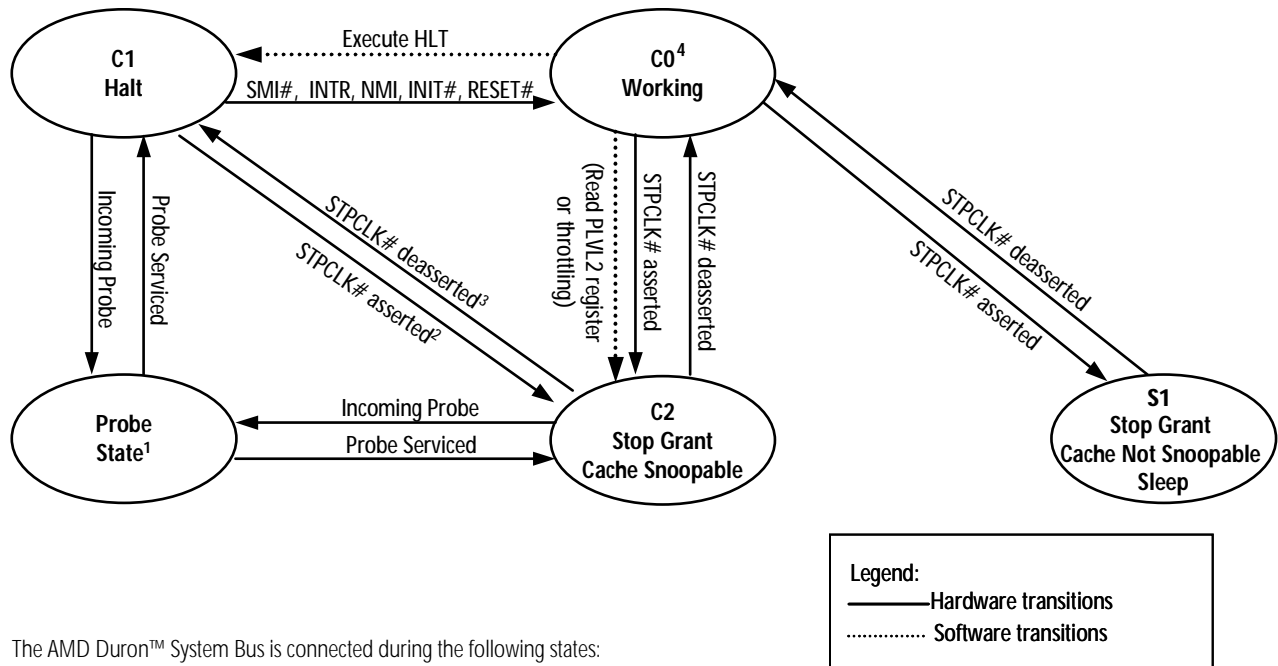 Execute HLT
C1
Halt
C0⁴
Working
SMI#, INTR, NMI, INIT#, RESET#
Incoming Probe
Probe Serviced
STPCLK# deasserted³
STPCLK# asserted²
(Read PLVL2 register
or throttling)
STPCLK# asserted
STPCLK# deasserted
STPCLK# deasserted
STPCLK# asserted
Probe
State¹
Incoming Probe
Probe Serviced
C2
Stop Grant
Cache Snoopable
S1
Stop Grant
Cache Not Snoopable
Sleep
Legend:
Hardware transitions
Software transitions
The AMD Duron™ System Bus is connected during the following states: